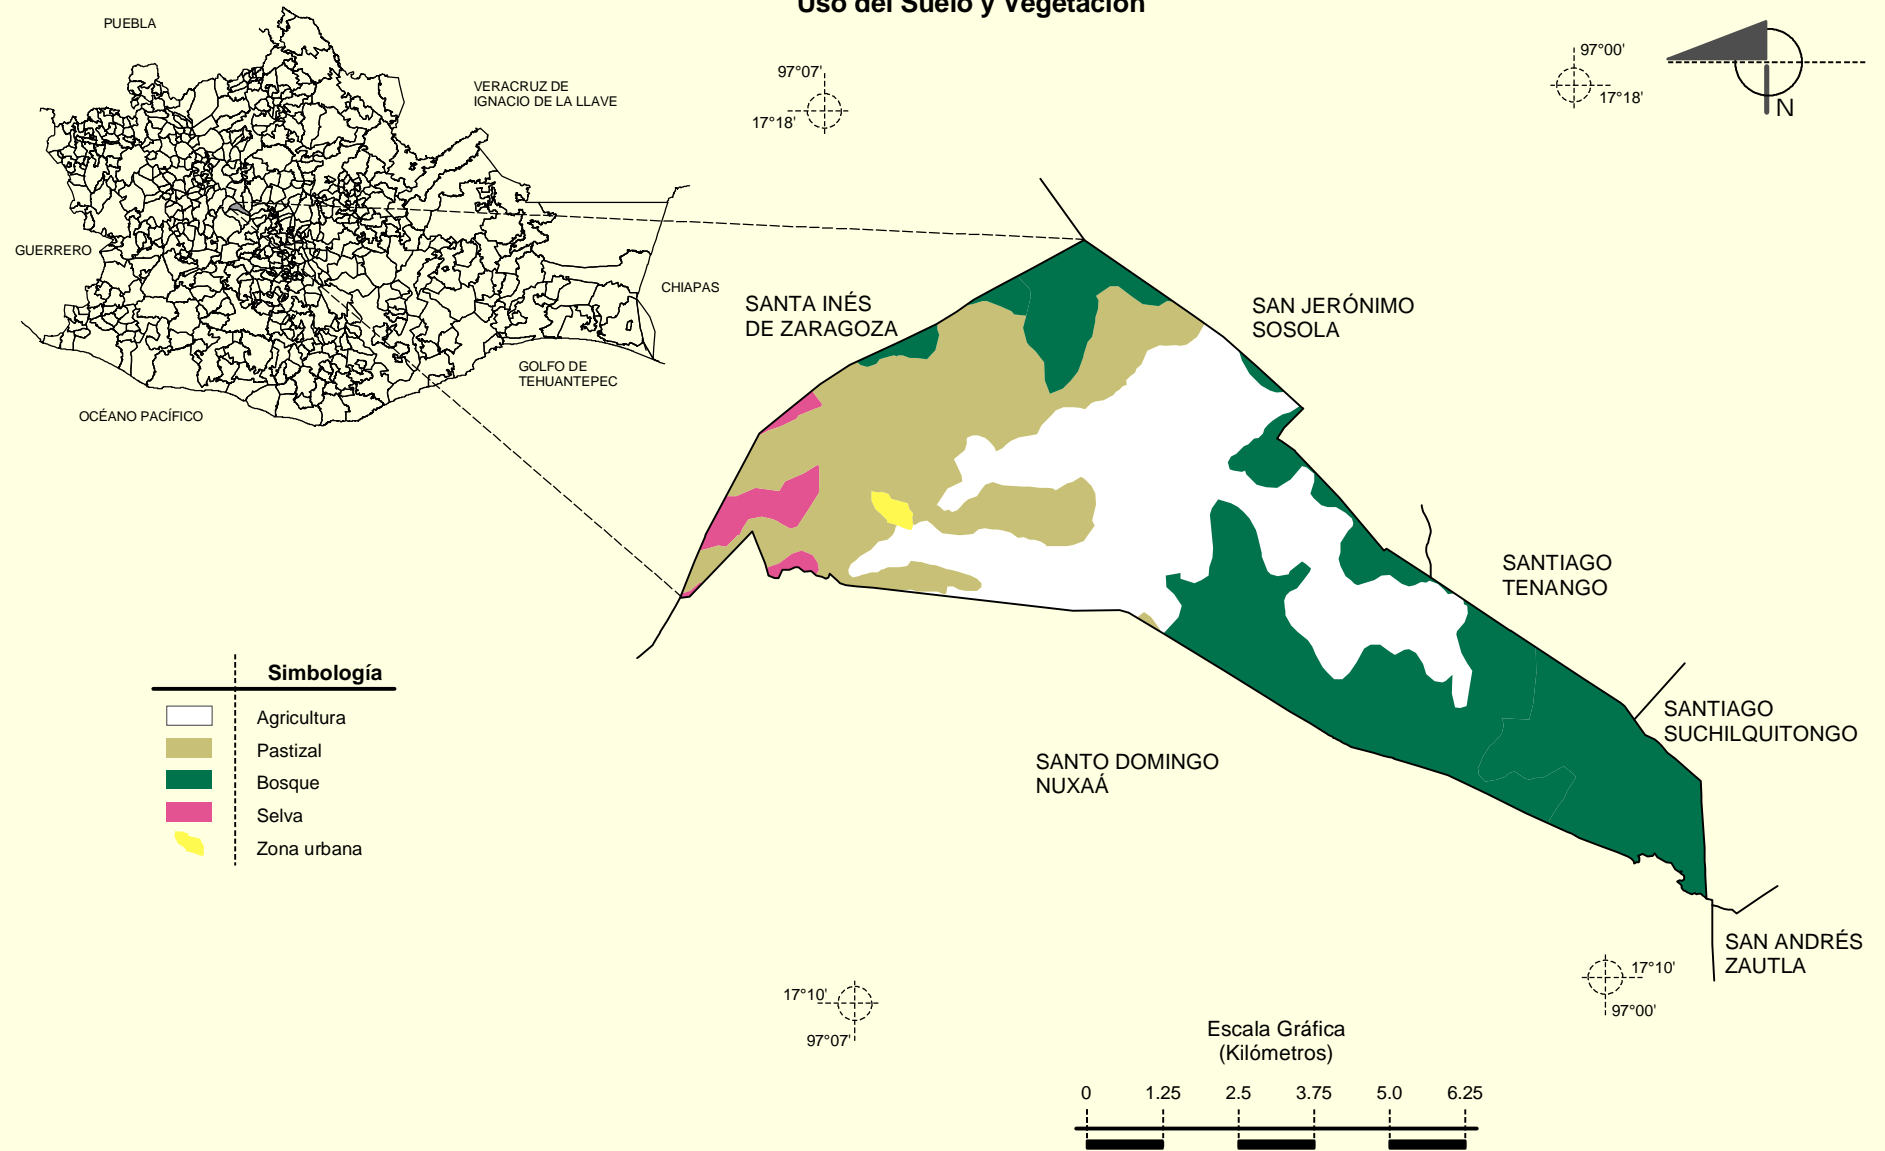 Uso del Suelo y Vegetación
PUEBLA
VERACRUZ DE
IGNACIO DE LA LLAVE
GUERRERO
CHIAPAS
GOLFO DE
TEHUANTEPEC
OCÉANO PACÍFICO
97°07'
17°18'
97°00'
17°18'
N
SANTA INÉS
DE ZARAGOZA
SAN JERÓNIMO
SOSOLA
SANTIAGO
TENANGO
SANTIAGO
SUCHILQUITONGO
SANTO DOMINGO
NUXAÁ
SAN ANDRÉS
ZAUTLA
Simbología
Agricultura
Pastizal
Bosque
Selva
Zona urbana
17°10'
97°07'
17°10'
97°00'
Escala Gráfica
(Kilómetros)
0 1.25 2.5 3.75 5.0 6.25